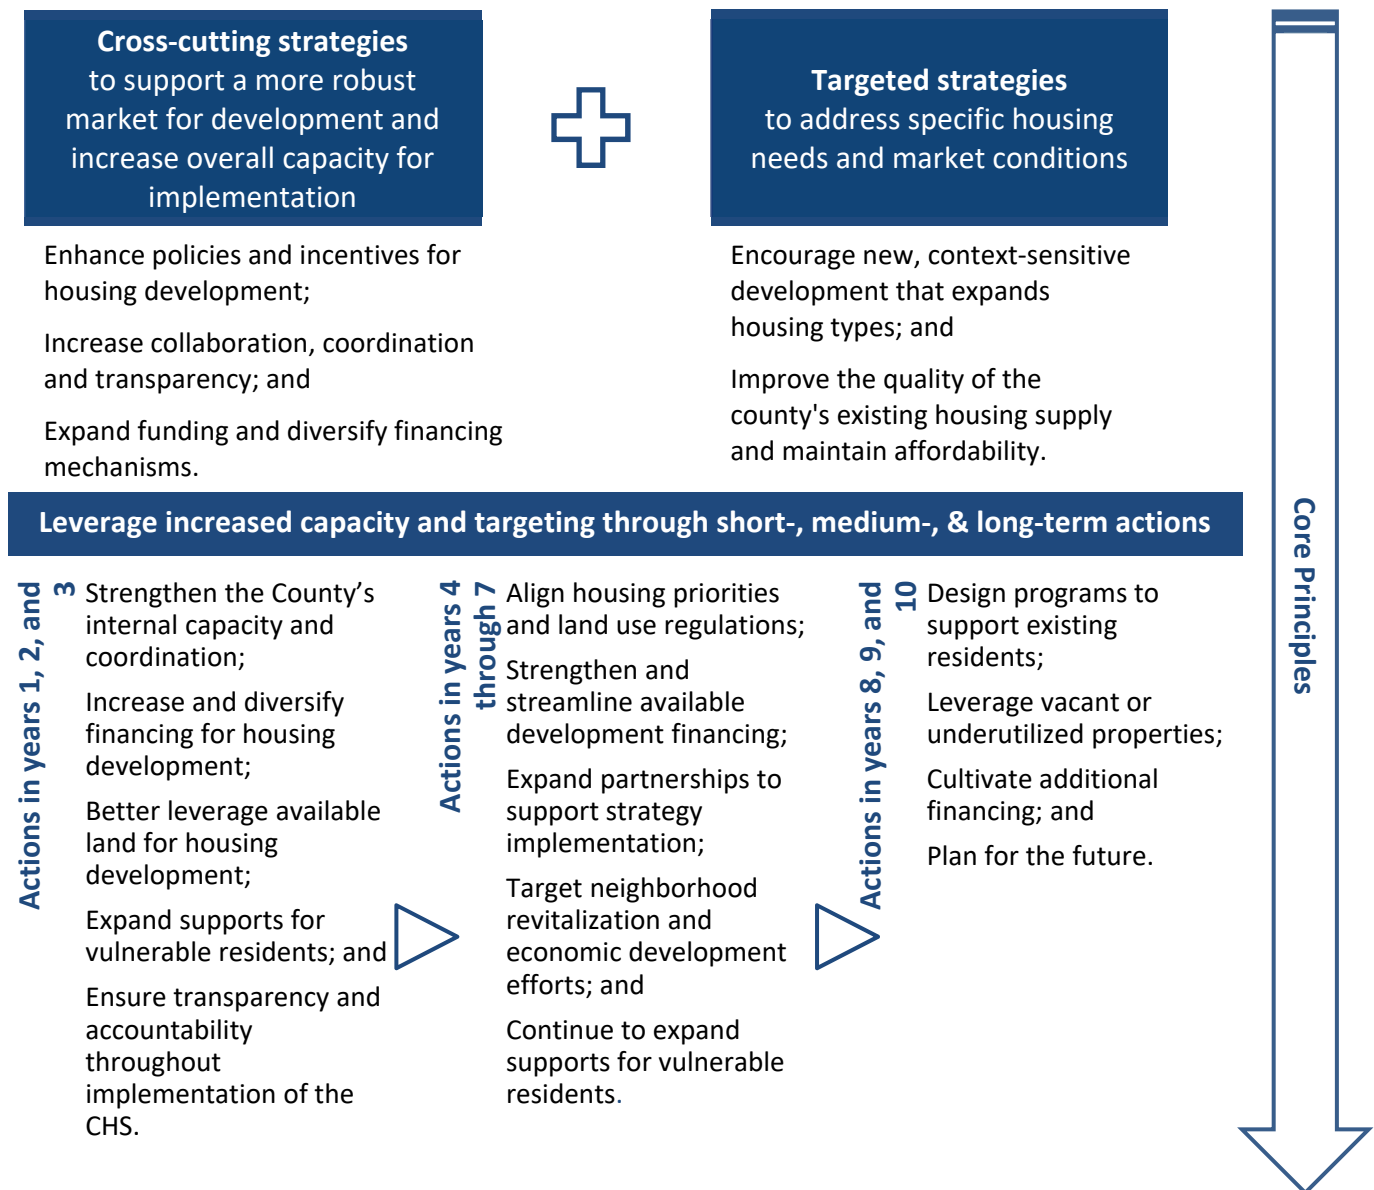 Cross-cutting strategies
to support a more robust
market for development and
increase overall capacity for
implementation
Targeted strategies
to address specific housing
needs and market conditions
Enhance policies and incentives for
housing development;
Increase collaboration, coordination
and transparency; and
Expand funding and diversify financing
mechanisms.
Encourage new, context-sensitive
development that expands
housing types; and
Improve the quality of the
county's existing housing supply
and maintain affordability.
Leverage increased capacity and targeting through short-, medium-, & long-term actions
Actions in years 1, 2, and
3
Strengthen the County’s
internal capacity and
coordination;
Increase and diversify
financing for housing
development;
Better leverage available
land for housing
development;
Expand supports for
vulnerable residents; and
Ensure transparency and
accountability
throughout
implementation of the
CHS.
Actions in years 4
through 7
Align housing priorities
and land use regulations;
Strengthen and
streamline available
development financing;
Expand partnerships to
support strategy
implementation;
Target neighborhood
revitalization and
economic development
efforts; and
Continue to expand
supports for vulnerable
residents.
Actions in years 8, 9, and
10
Design programs to
support existing
residents;
Leverage vacant or
underutilized properties;
Cultivate additional
financing; and
Plan for the future.
Core Principles